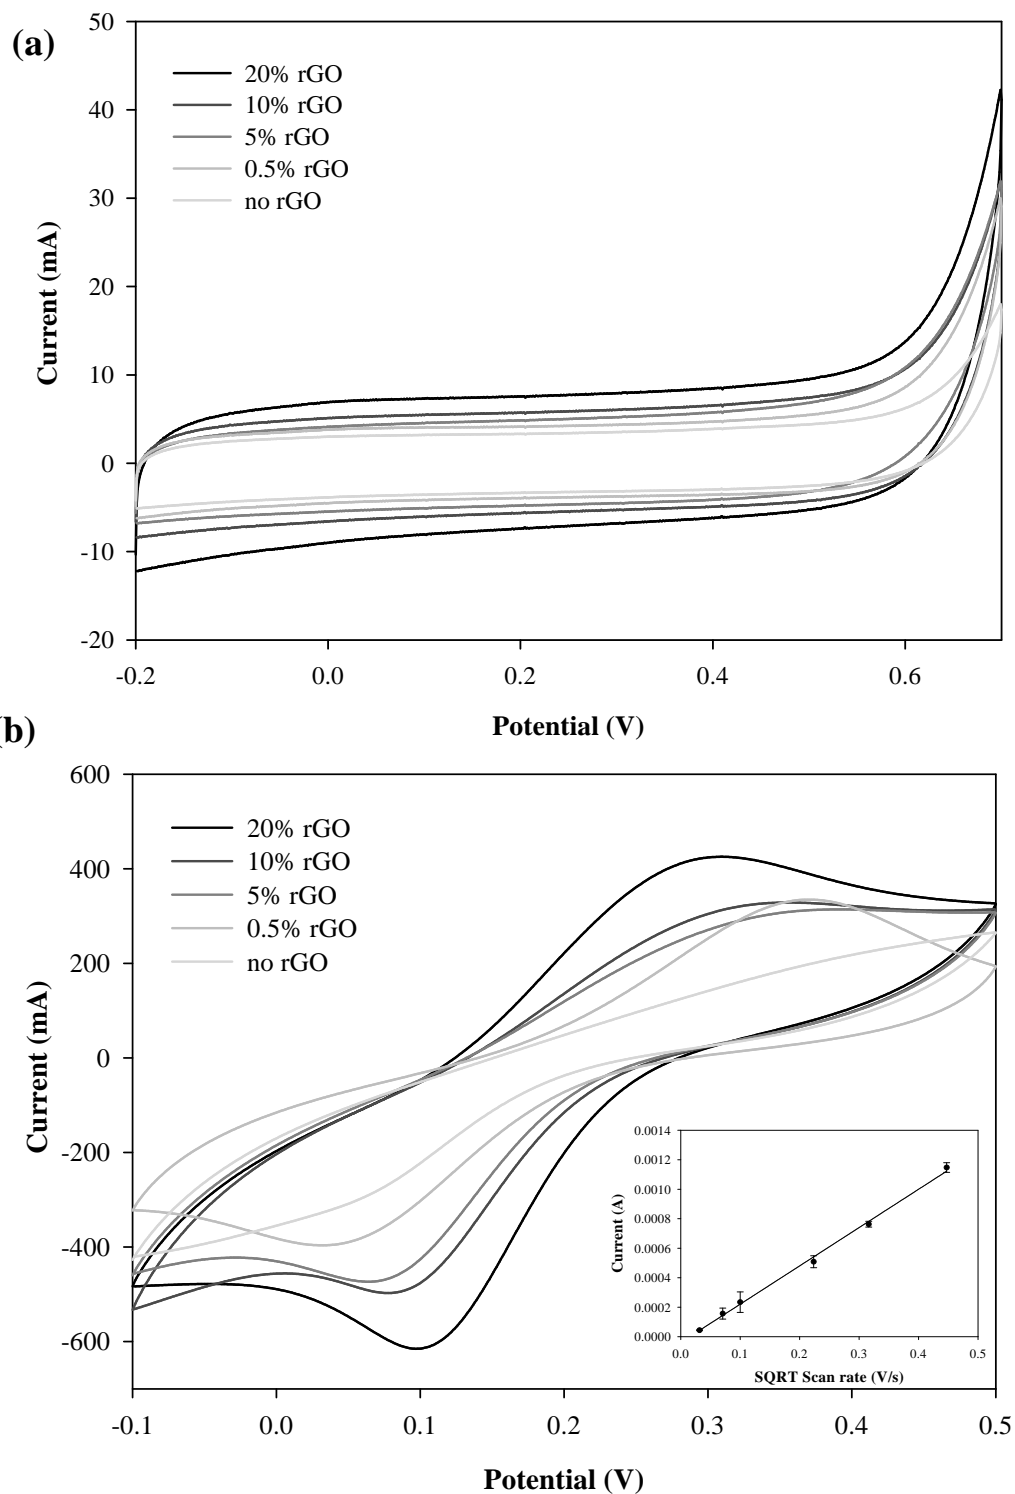 (a)
50
40
30
20
10
0
-10
-20
Current (mA)
20% rGO
10% rGO
5% rGO
0.5% rGO
no rGO
-0.2 0.0 0.2 0.4 0.6
Potential (V)
(b)
600
400
200
0
-200
-400
-600
Current (mA)
20% rGO
10% rGO
5% rGO
0.5% rGO
no rGO
0.0014
0.0012
0.0010
0.0008
0.0006
0.0004
0.0002
0.0000
Current (A)
0.0 0.1 0.2 0.3 0.4 0.5
SQRT Scan rate (V/s)
-0.1 0.0 0.1 0.2 0.3 0.4 0.5
Potential (V)